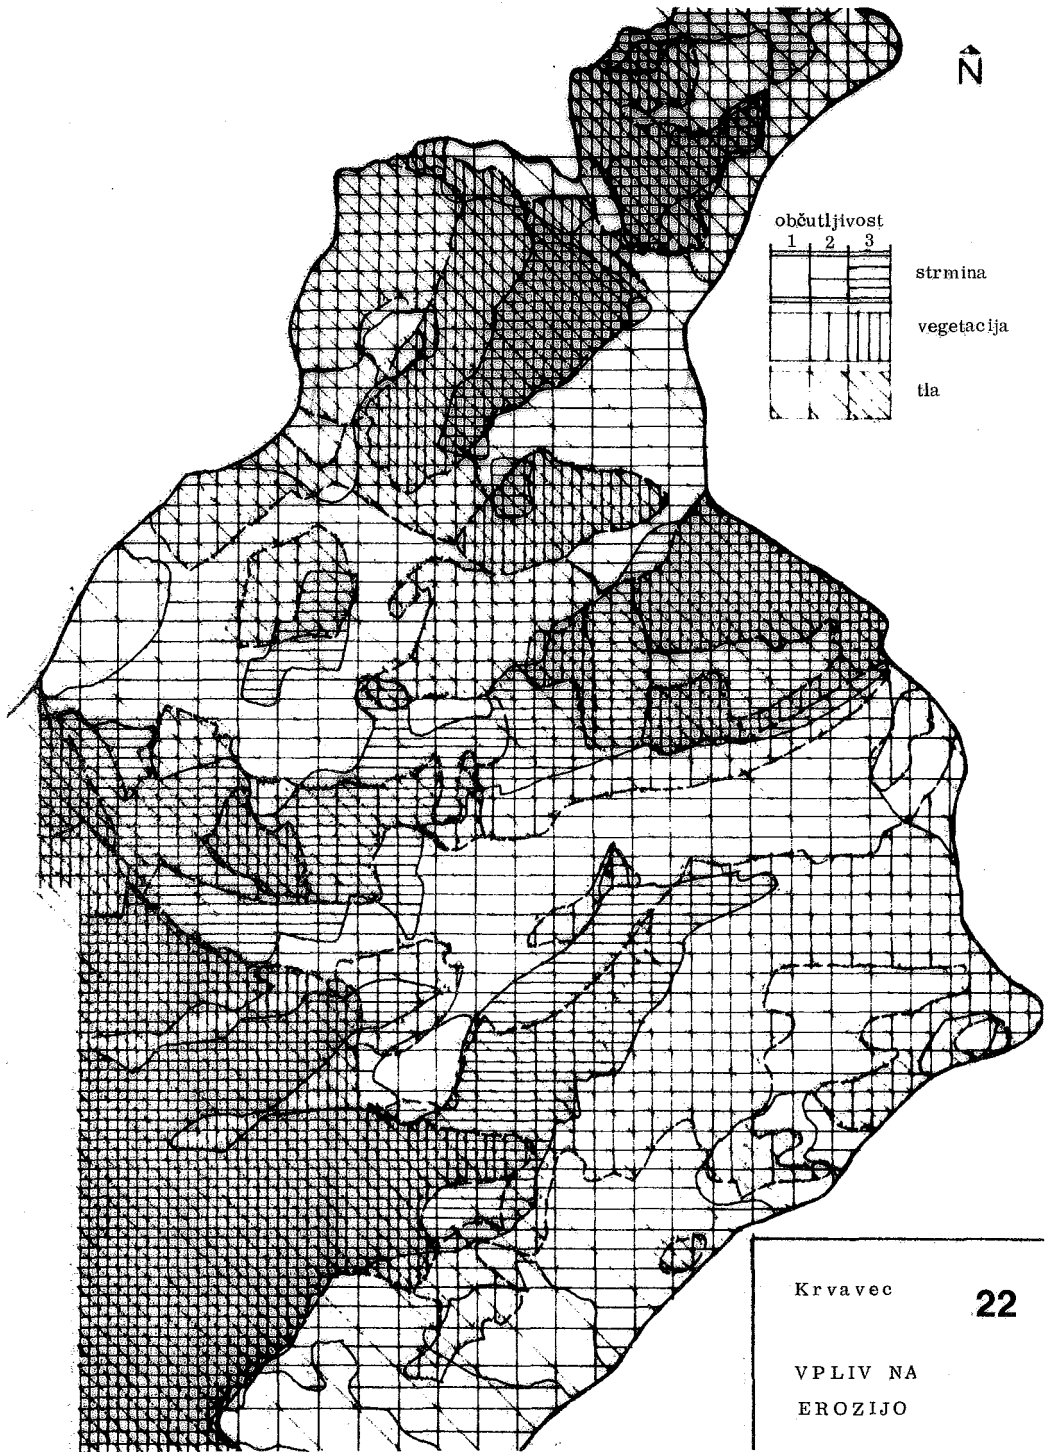 N
občutljivost
1 2 3
strmina
vegetacija
tla
Krvavec
22
VPLIV NA
EROZIJO